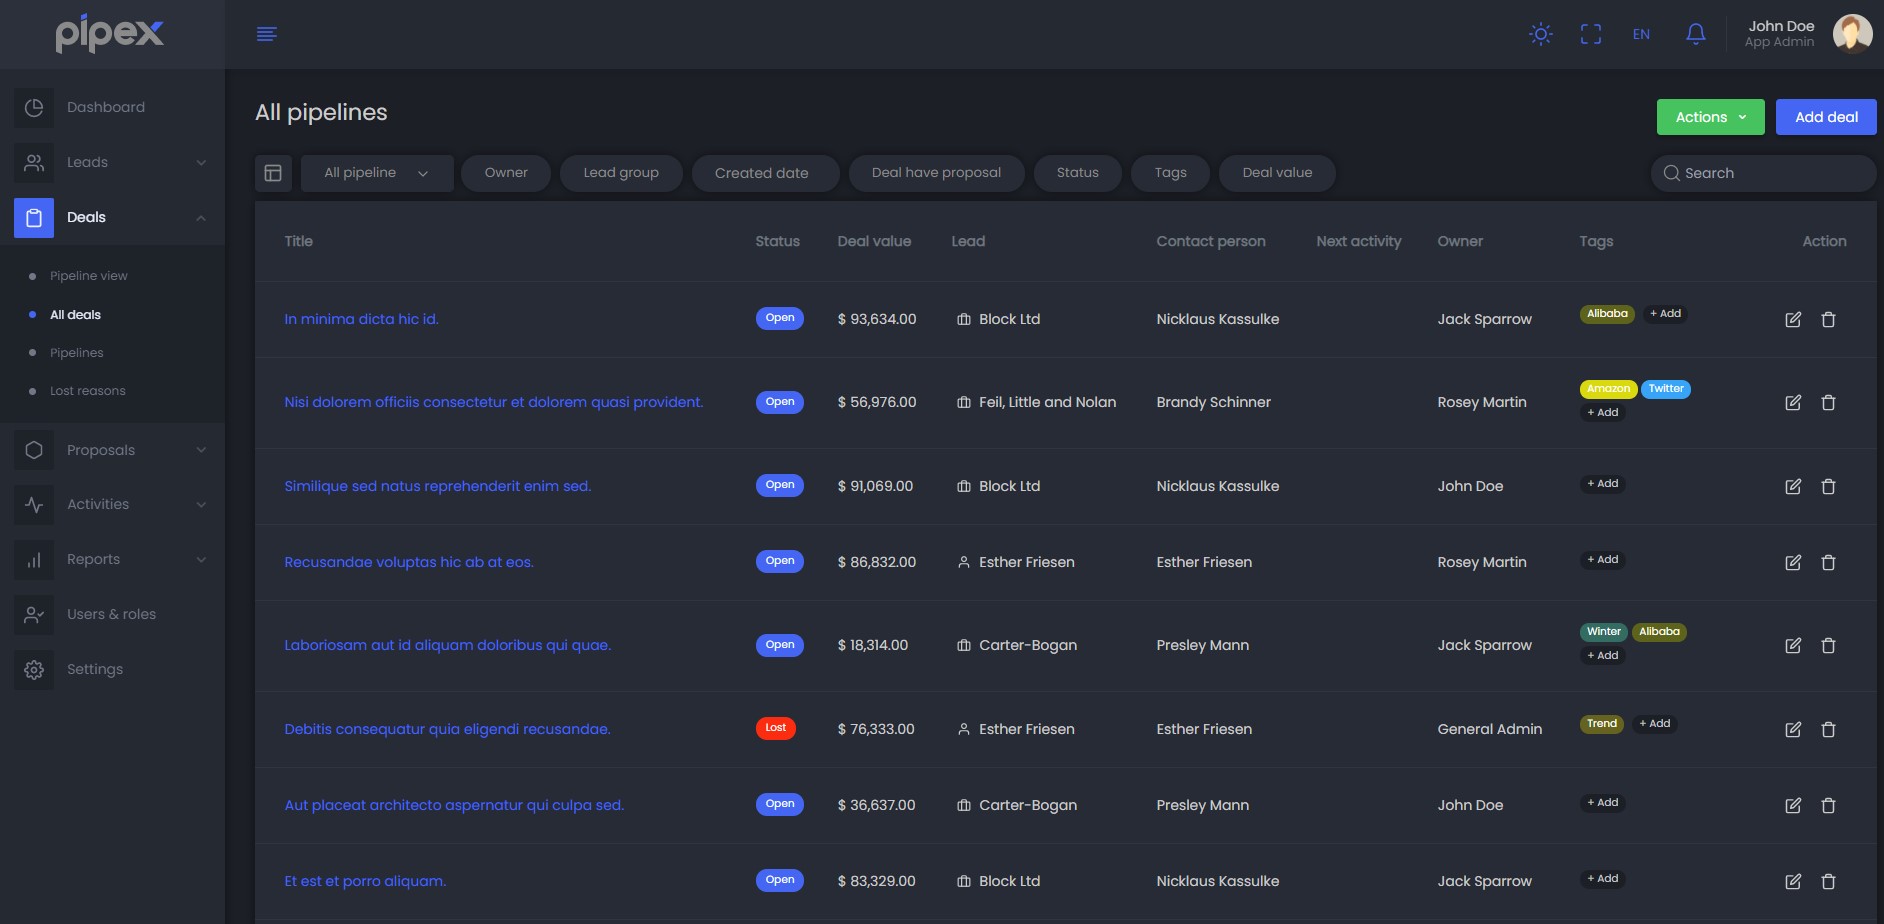 pipex
EN
John Doe
App Admin
Dashboard
Leads
Deals
Pipeline view
All deals
Pipelines
Lost reasons
Proposals
Activities
Reports
Users & roles
Settings
All pipelines
Actions
Add deal
All pipeline
Owner
Lead group
Created date
Deal have proposal
Status
Tags
Deal value
Search
Title Status Deal value Lead Contact person Next activity Owner Tags Action
In minima dicta hic id. Open $ 93,634.00 Block Ltd Nicklaus Kassulke Jack Sparrow Alibaba + Add
Nisi dolorem officiis consectetur et dolorem quasi provident. Open $ 56,976.00 Feil, Little and Nolan Brandy Schinner Rosey Martin Amazon Twitter
+ Add
Similique sed natus reprehenderit enim sed. Open $ 91,069.00 Block Ltd Nicklaus Kassulke John Doe + Add
Recusandae voluptas hic ab at eos. Open $ 86,832.00 Esther Friesen Esther Friesen Rosey Martin + Add
Laboriosam aut id aliquam doloribus qui quae. Open $ 18,314.00 Carter-Bogan Presley Mann Jack Sparrow Winter Alibaba
+ Add
Debitis consequatur quia eligendi recusandae. Lost $ 76,333.00 Esther Friesen Esther Friesen General Admin Trend + Add
Aut placeat architecto aspernatur qui culpa sed. Open $ 36,637.00 Carter-Bogan Presley Mann John Doe + Add
Et est et porro aliquam. Open $ 83,329.00 Block Ltd Nicklaus Kassulke Jack Sparrow + Add